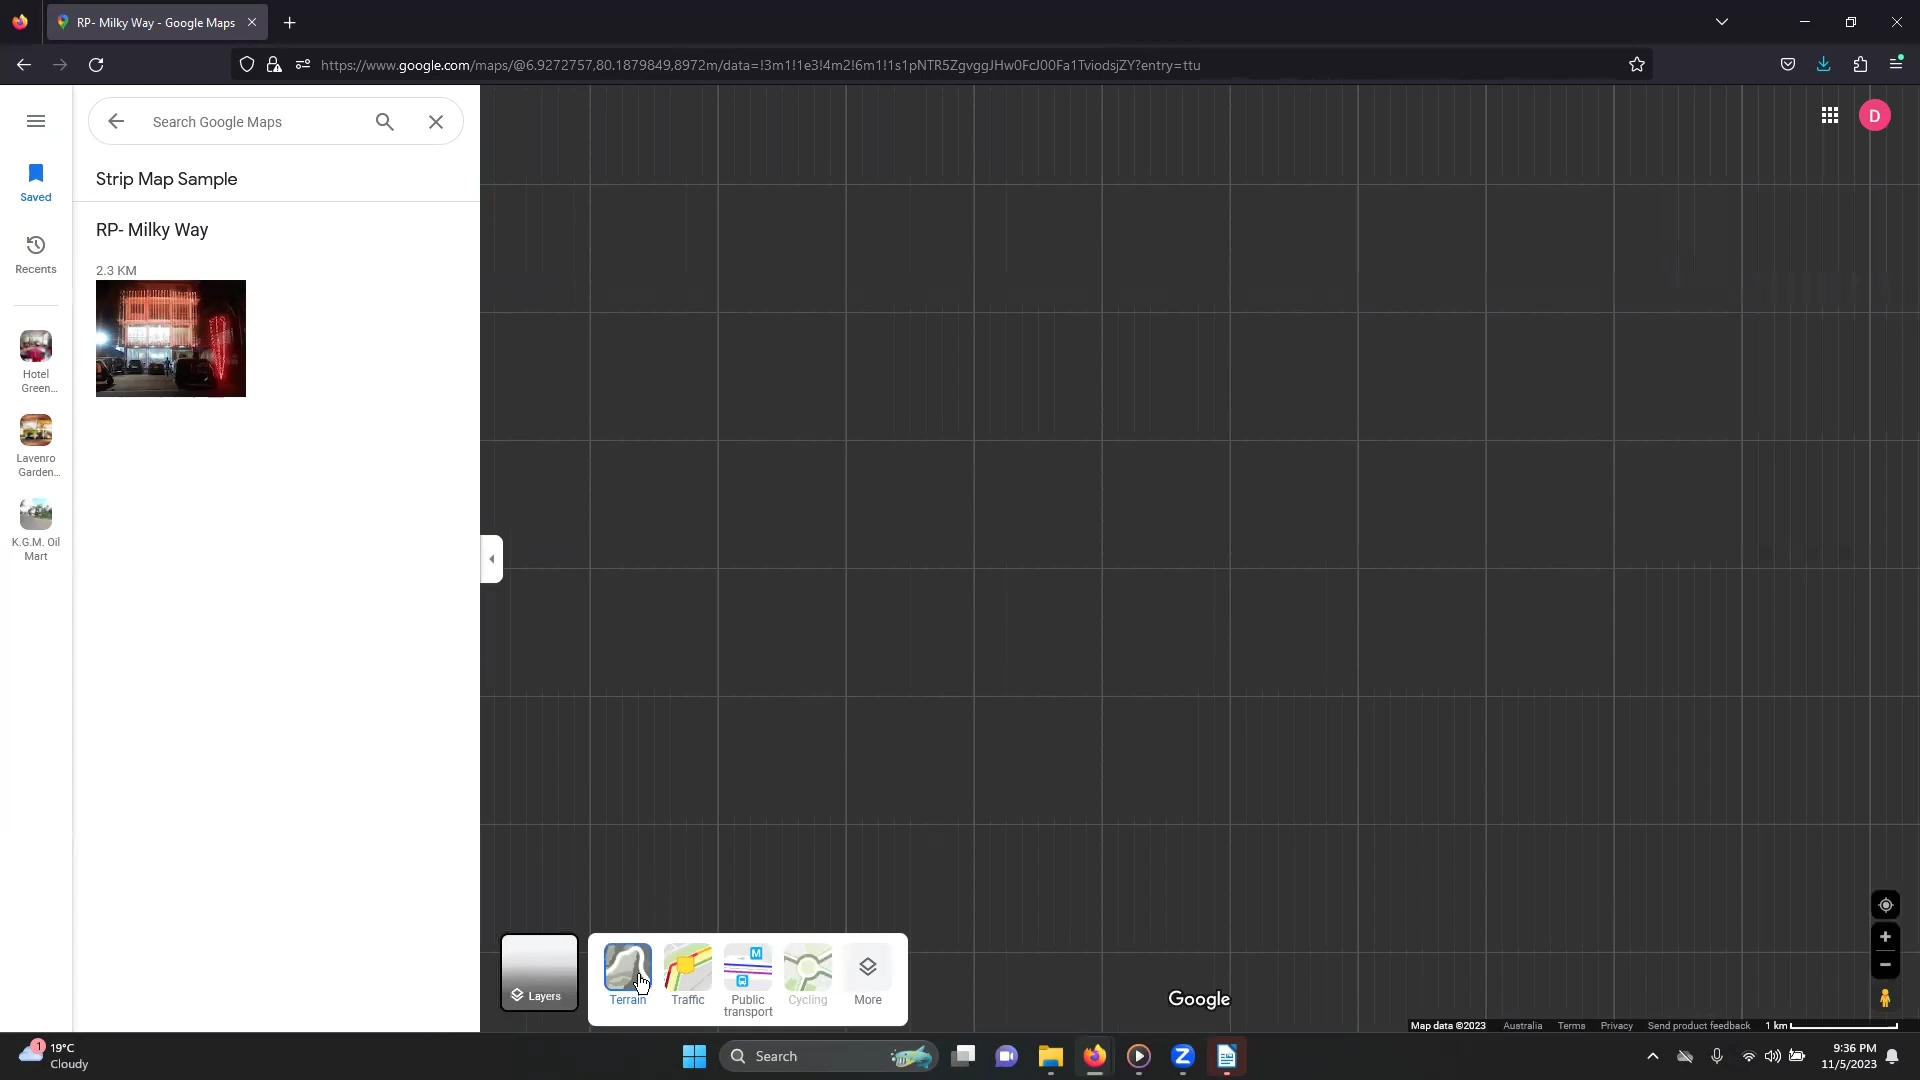 RP- Milky Way - Google Maps
https://www.google.com/maps/@6.9272757,80.1879849,8972m/data=!3m1!1e3!4m2!6m1!1s1pNTR5ZgvggJHw0FcJ00Fa1TviodsjZY?entry=ttu
Search Google Maps
Strip Map Sample
Saved
RP- Milky Way
Recents
2.3 KM
Hotel
Green...
Lavenro
Garden...
K.G.M. Oil
Mart
Layers
Terrain
Traffic
Public
transport
Cycling
More
Google
Map data ©2023
Australia
Terms
Privacy
Send product feedback
1 km
D
M
1
19°C
Cloudy
Search
9:36 PM
11/5/2023